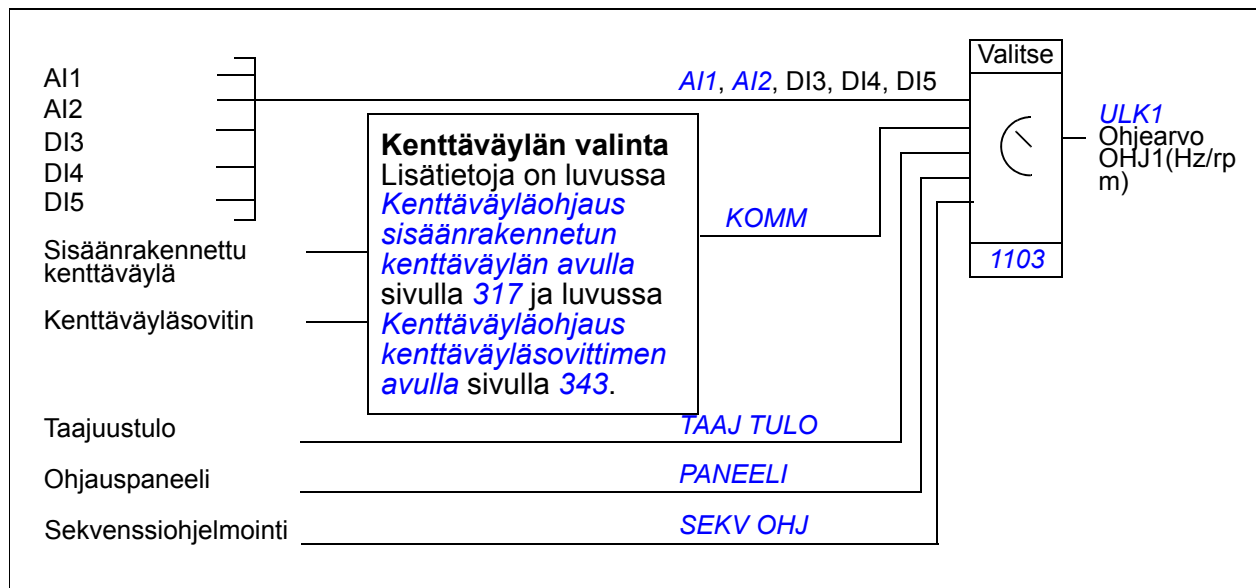 AI1
AI2
DI3
DI4
DI5
Sisäänrakennettu
kenttäväylä
Kenttäväyläsovitin
Taajuustulo
Ohjauspaneeli
Sekvenssiohjelmointi
Kenttäväylän valinta
Lisätietoja on luvussa
Kenttäväyläohjaus
sisäänrakennetun
kenttäväylän avulla
sivulla 317 ja luvussa
Kenttäväyläohjaus
kenttäväyläsovittimen
avulla sivulla 343.
AI1, AI2, DI3, DI4, DI5
KOMM
TAAJ TULO
PANEELI
SEKV OHJ
Valitse
1103
ULK1
Ohjearvo
OHJ1(Hz/rp
m)